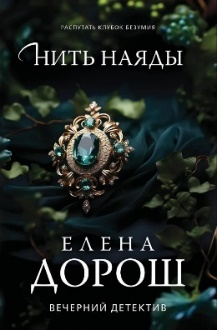 РАСПУТАТЬ КЛУБОК БЕЗУМИЯ
НИТЬ НАЯДЫ
ЕЛЕНА
ДОРОШ
ВЕЧЕРНИЙ ДЕТЕКТИВ